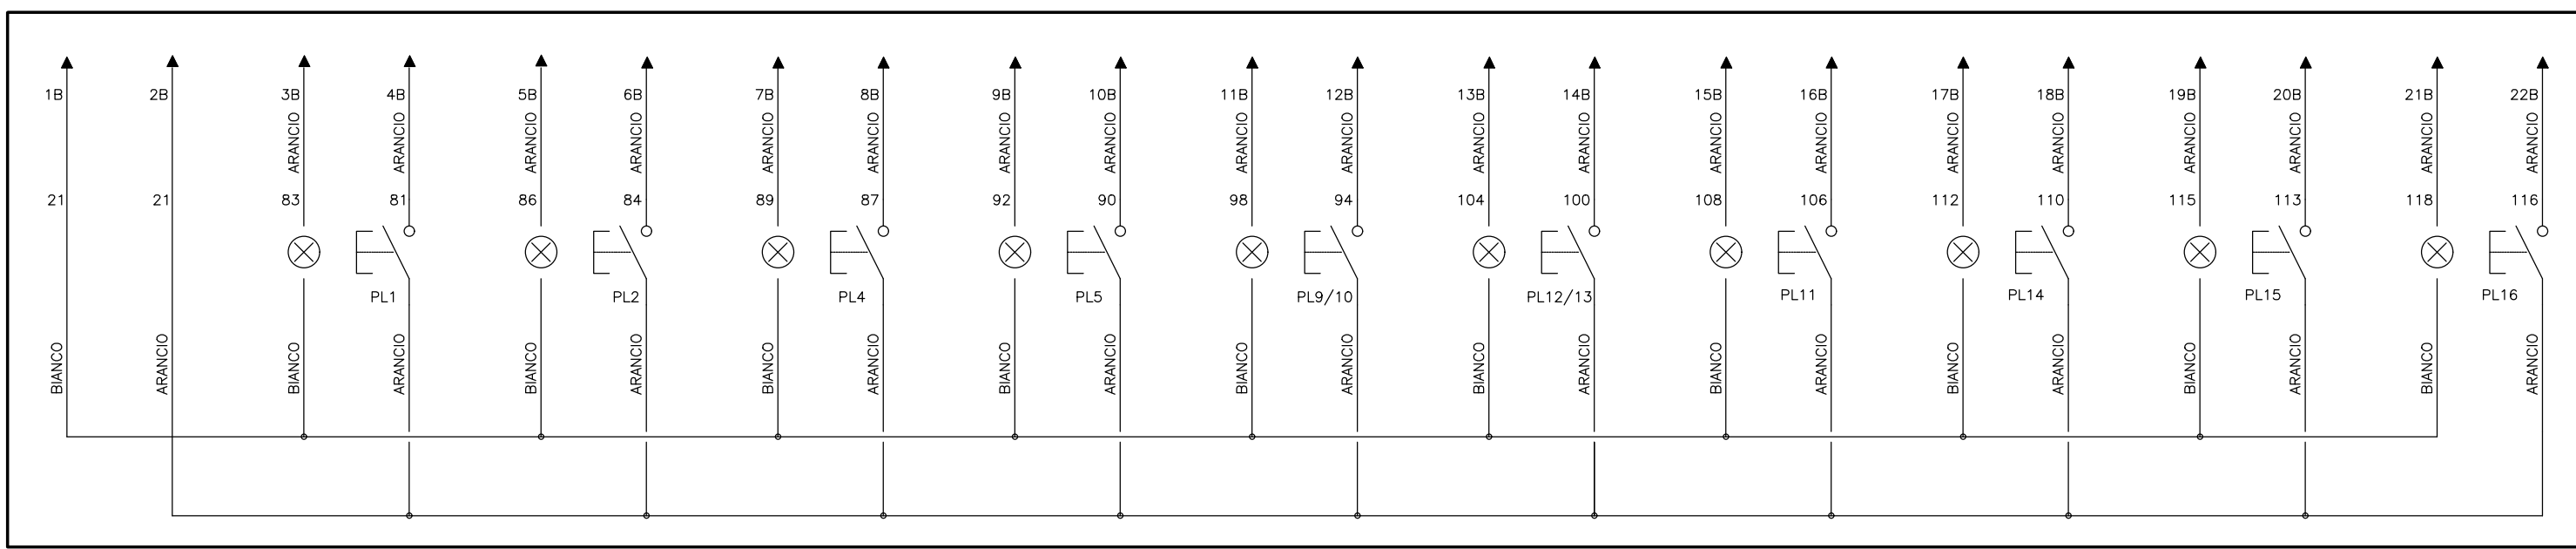 1B 2B 3B 4B 5B 6B 7B 8B 9B 10B 11B 12B 13B 14B 15B 16B 17B 18B 19B 20B 21B 22B
ARANCIO ARANCIO ARANCIO ARANCIO ARANCIO ARANCIO ARANCIO ARANCIO ARANCIO ARANCIO ARANCIO ARANCIO ARANCIO ARANCIO ARANCIO ARANCIO ARANCIO ARANCIO ARANCIO ARANCIO
21 21 83 81 86 84 89 87 92 90 98 94 104 100 108 106 112 110 115 113 118 116
PL1 PL2 PL4 PL5 PL9/10 PL12/13 PL11 PL14 PL15 PL16
BIANCO ARANCIO BIANCO ARANCIO BIANCO ARANCIO BIANCO ARANCIO BIANCO ARANCIO BIANCO ARANCIO BIANCO ARANCIO BIANCO ARANCIO BIANCO ARANCIO BIANCO ARANCIO BIANCO ARANCIO